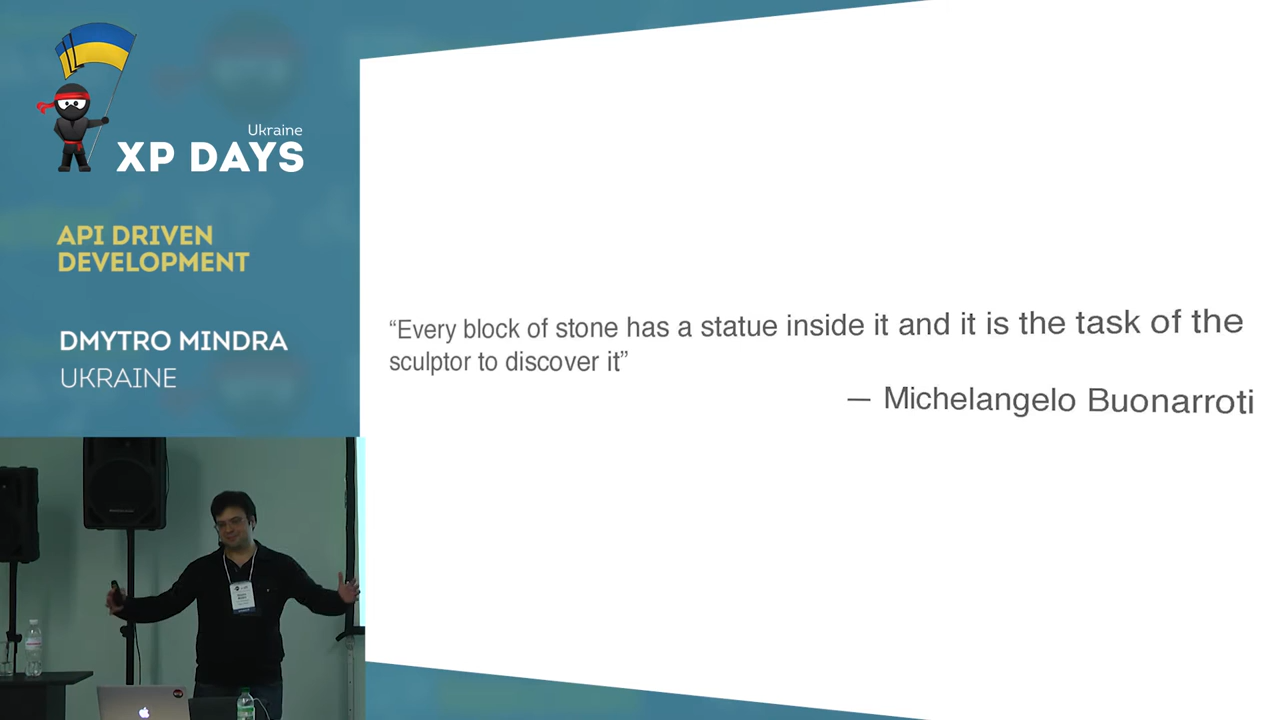 Ukraine
XP DAYS
API DRIVEN
DEVELOPMENT
DMYTRO MINDRA
UKRAINE
“Every block of stone has a statue inside it and it is the task of the
sculptor to discover it”
— Michelangelo Buonarroti